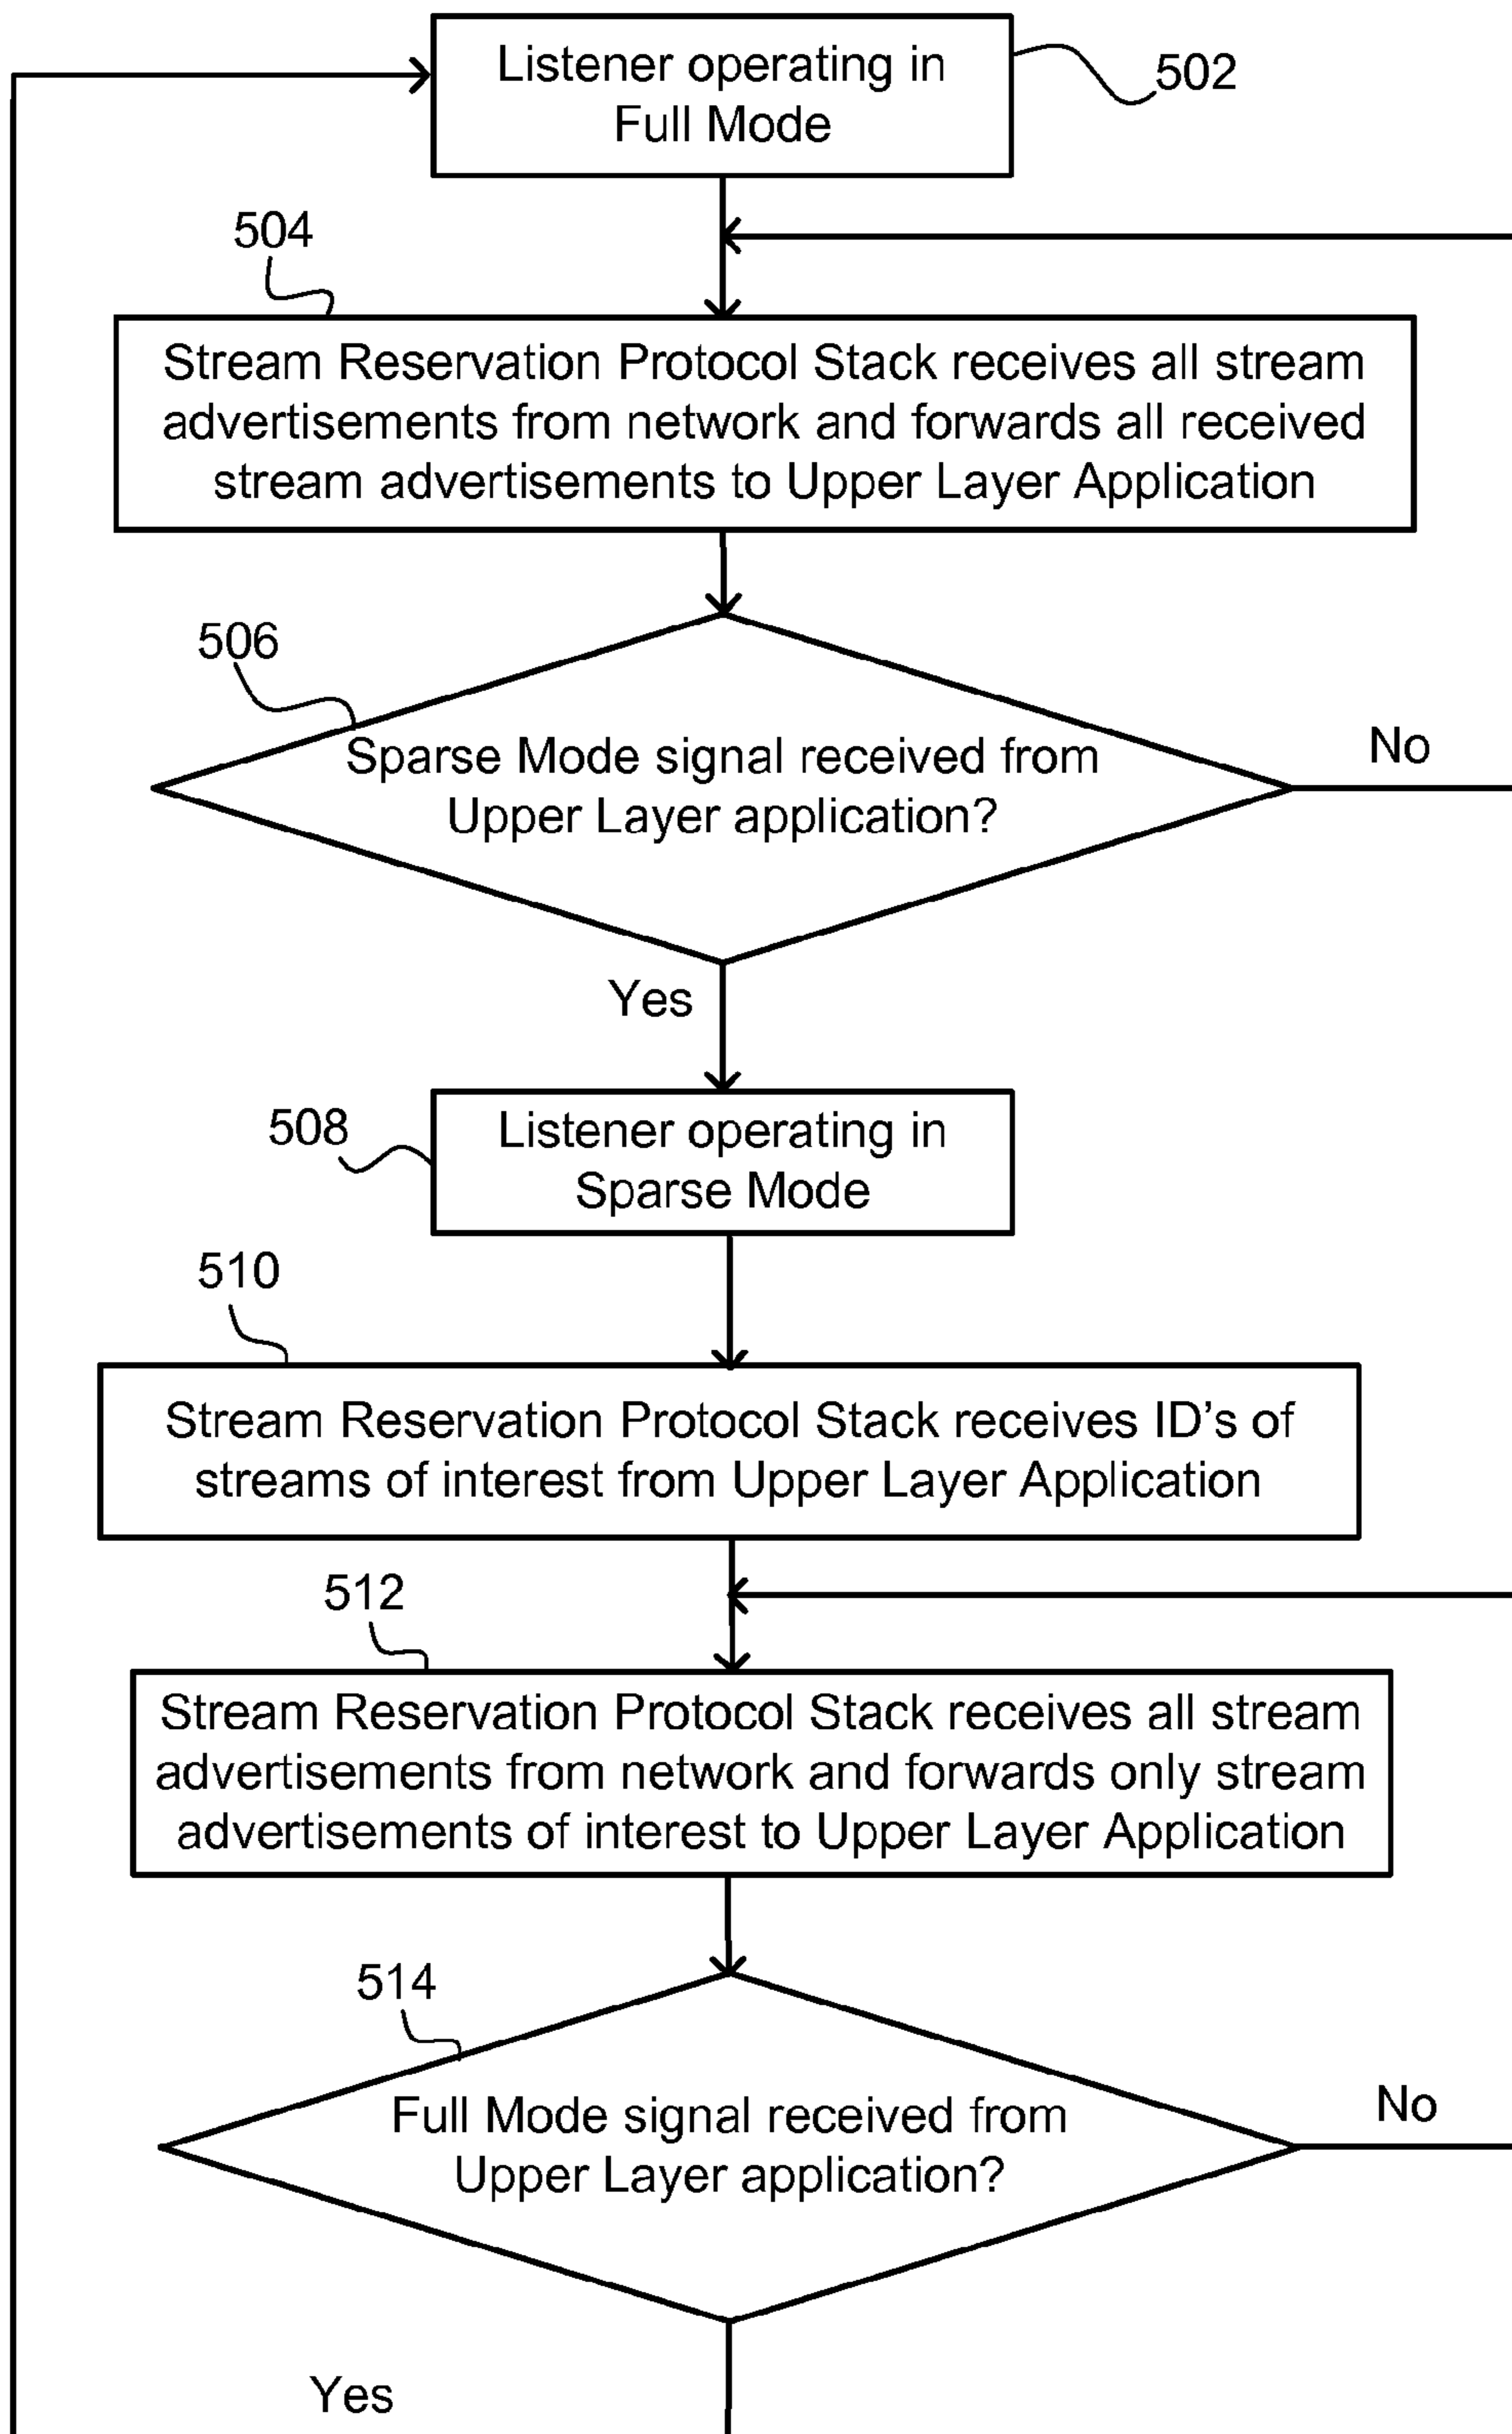 Listener operating in
Full Mode
502
504
Stream Reservation Protocol Stack receives all stream
advertisements from network and forwards all received
stream advertisements to Upper Layer Application
506
Sparse Mode signal received from
Upper Layer application?
No
Yes
508
Listener operating in
Sparse Mode
510
Stream Reservation Protocol Stack receives ID’s of
streams of interest from Upper Layer Application
512
Stream Reservation Protocol Stack receives all stream
advertisements from network and forwards only stream
advertisements of interest to Upper Layer Application
514
Full Mode signal received from
Upper Layer application?
No
Yes